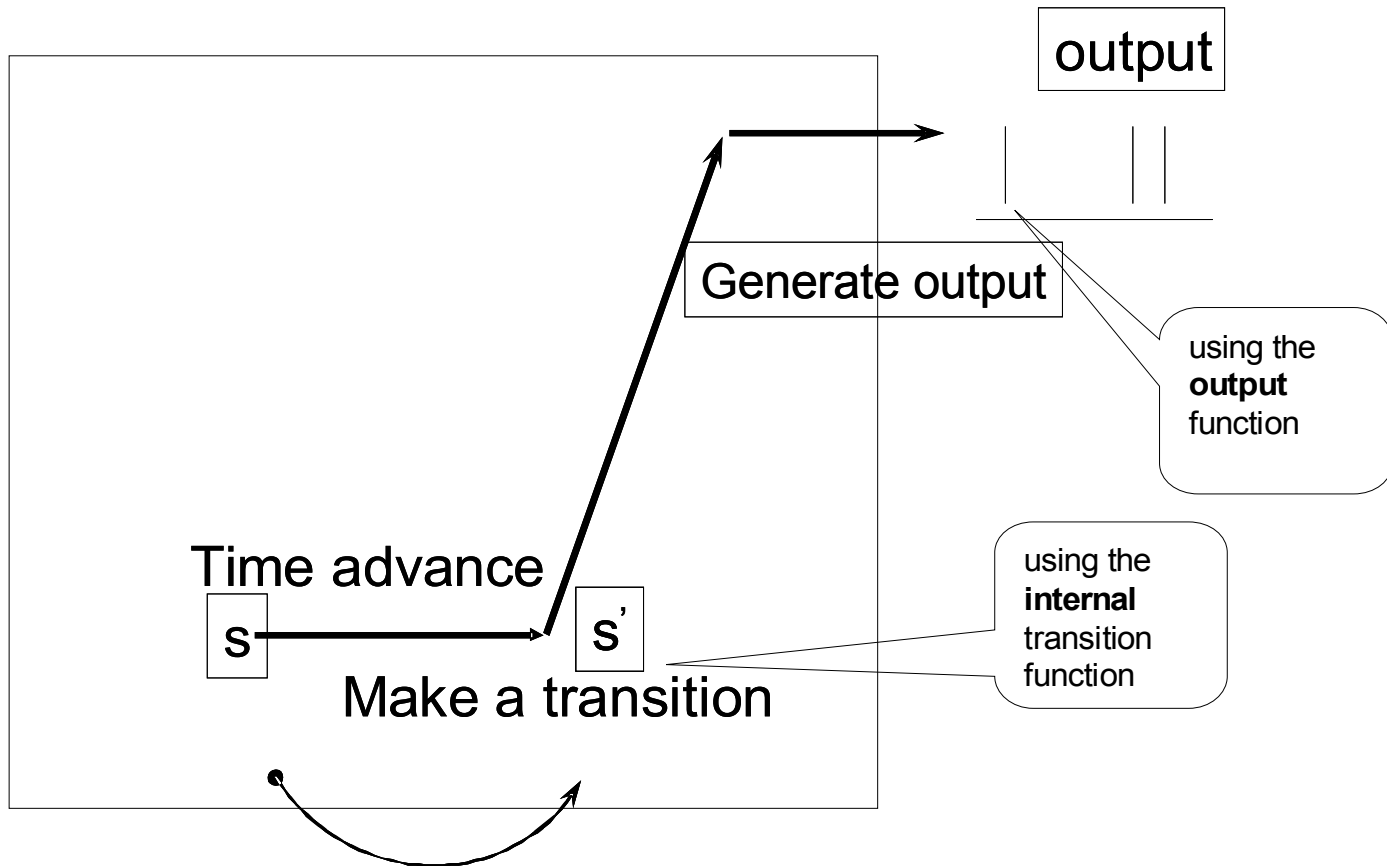 output
Generate output
using the
output
function
Time advance
s
s’
Make a transition
using the
internal
transition
function